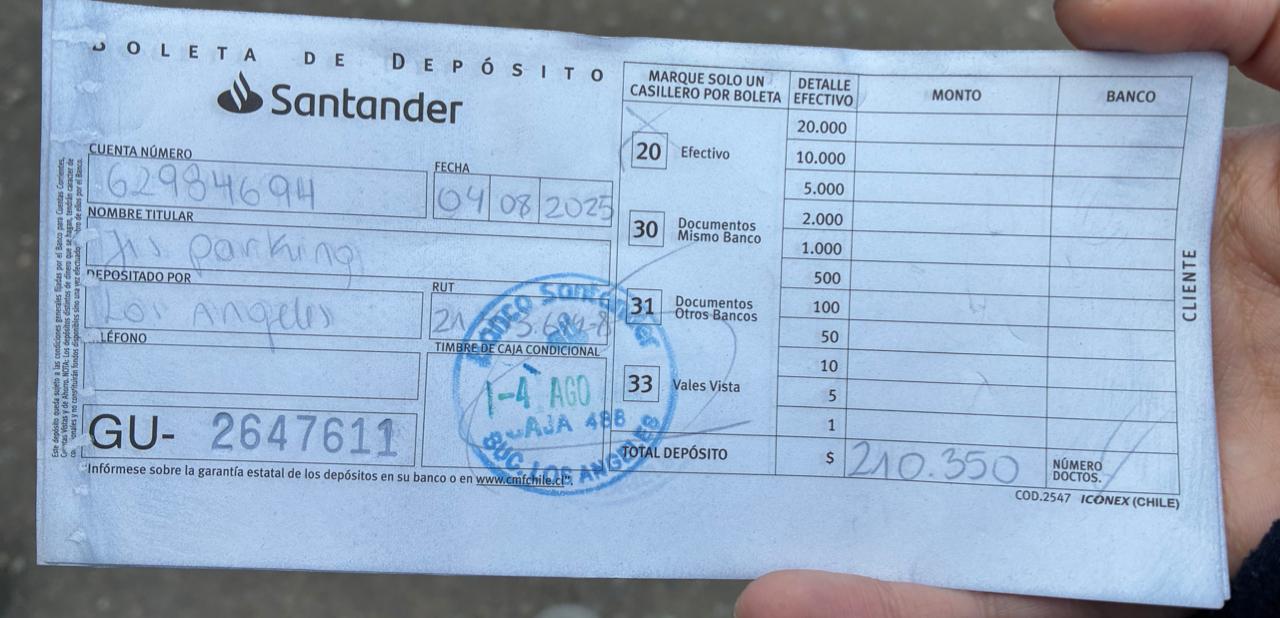 BOLETA DE DEPÓSITO
Santander
CUENTA NÚMERO
62984694
FECHA
04 08 2025
NOMBRE TITULAR
Jis parking
DEPOSITADO POR
Los Angeles
RUT
TIMBRE DE CAJA CONDICIONAL
LÉFONO
GU- 2647611
Infórmese sobre la garantía estatal de los depósitos en su banco o en www.cmfchile.cl
Banco Santander
1-4 AGO
AJA 48B
SUC. LOS ANGELES
MARQUE SOLO UN
CASILLERO POR BOLETA
20 Efectivo
30 Documentos
Mismo Banco
31 Documentos
Otros Bancos
33 Vales Vista
TOTAL DEPÓSITO
DETALLE
EFECTIVO
MONTO
BANCO
20.000
10.000
5.000
2.000
1.000
500
100
50
10
5
1
$ 210.350
NÚMERO
DOCTOS.
CLIENTE
COD.2547 ICONEX (CHILE)